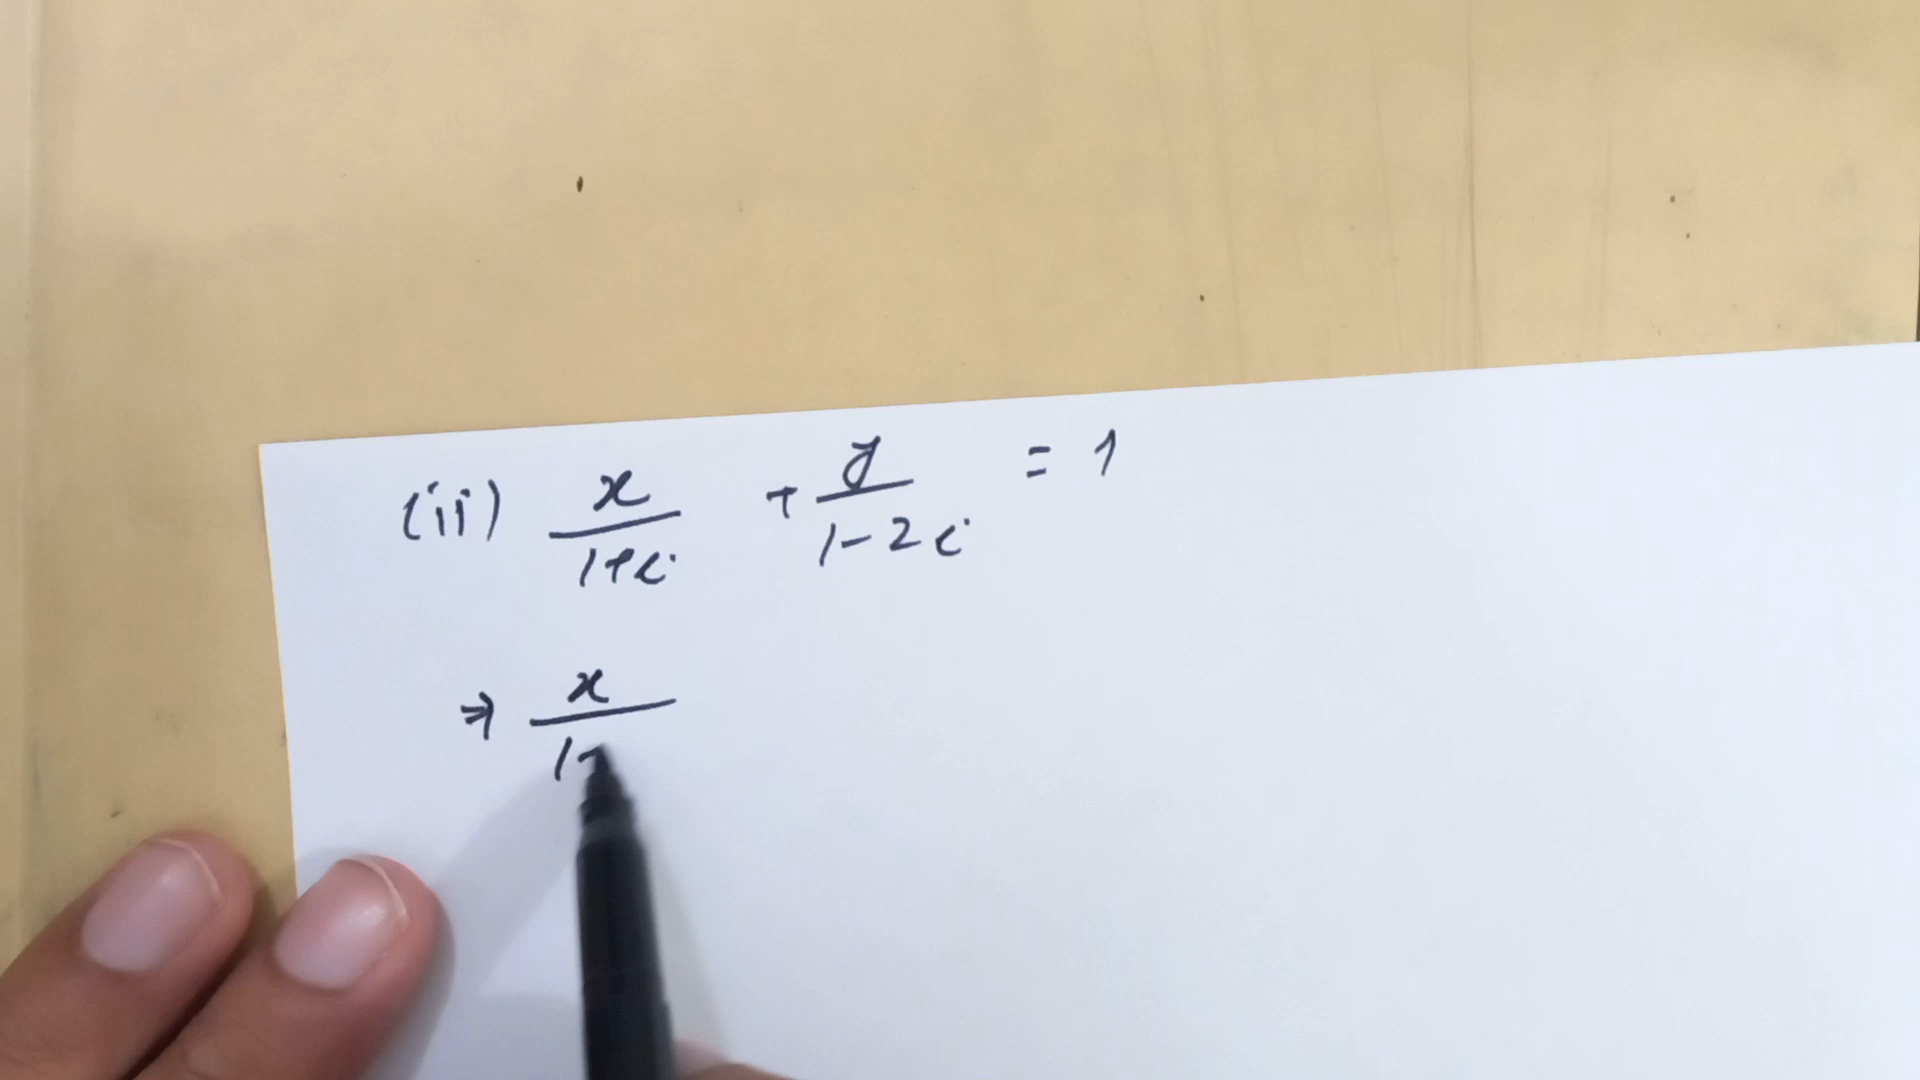 (ii) x/(1+i) + y/(1-2i) = 1
⇒ x/(1-